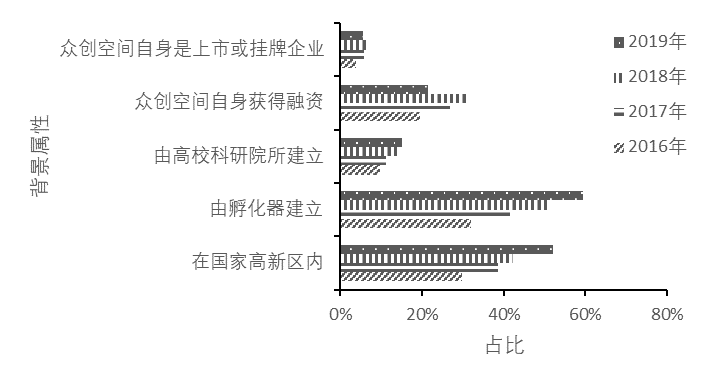 众创空间自身是上市或挂牌企业
众创空间自身获得融资
由高校科研院所建立
由孵化器建立
在国家高新区内
背景属性
0%
20%
40%
60%
80%
占比
2019年
2018年
2017年
2016年